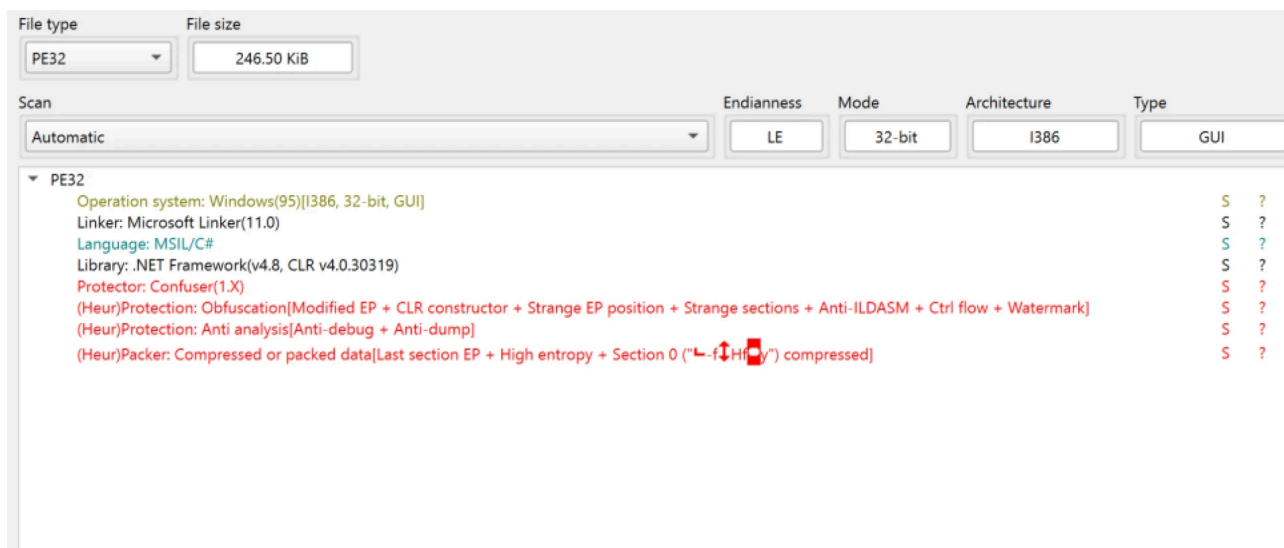 File type File size
PE32 246.50 KiB
Scan Endianness Mode Architecture Type
Automatic LE 32-bit I386 GUI
PE32
Operation system: Windows(95)[I386, 32-bit, GUI] S ?
Linker: Microsoft Linker(11.0) S ?
Language: MSIL/C# S ?
Library: .NET Framework(v4.8, CLR v4.0.30319) S ?
Protector: Confuser(1.X) S ?
(Heur)Protection: Obfuscation[Modified EP + CLR constructor + Strange EP position + Strange sections + Anti-ILDASM + Ctrl flow + Watermark] S ?
(Heur)Protection: Anti analysis[Anti-debug + Anti-dump] S ?
(Heur)Packer: Compressed or packed data[Last section EP + High entropy + Section 0 ("∟-f↕Hf◘y") compressed] S ?